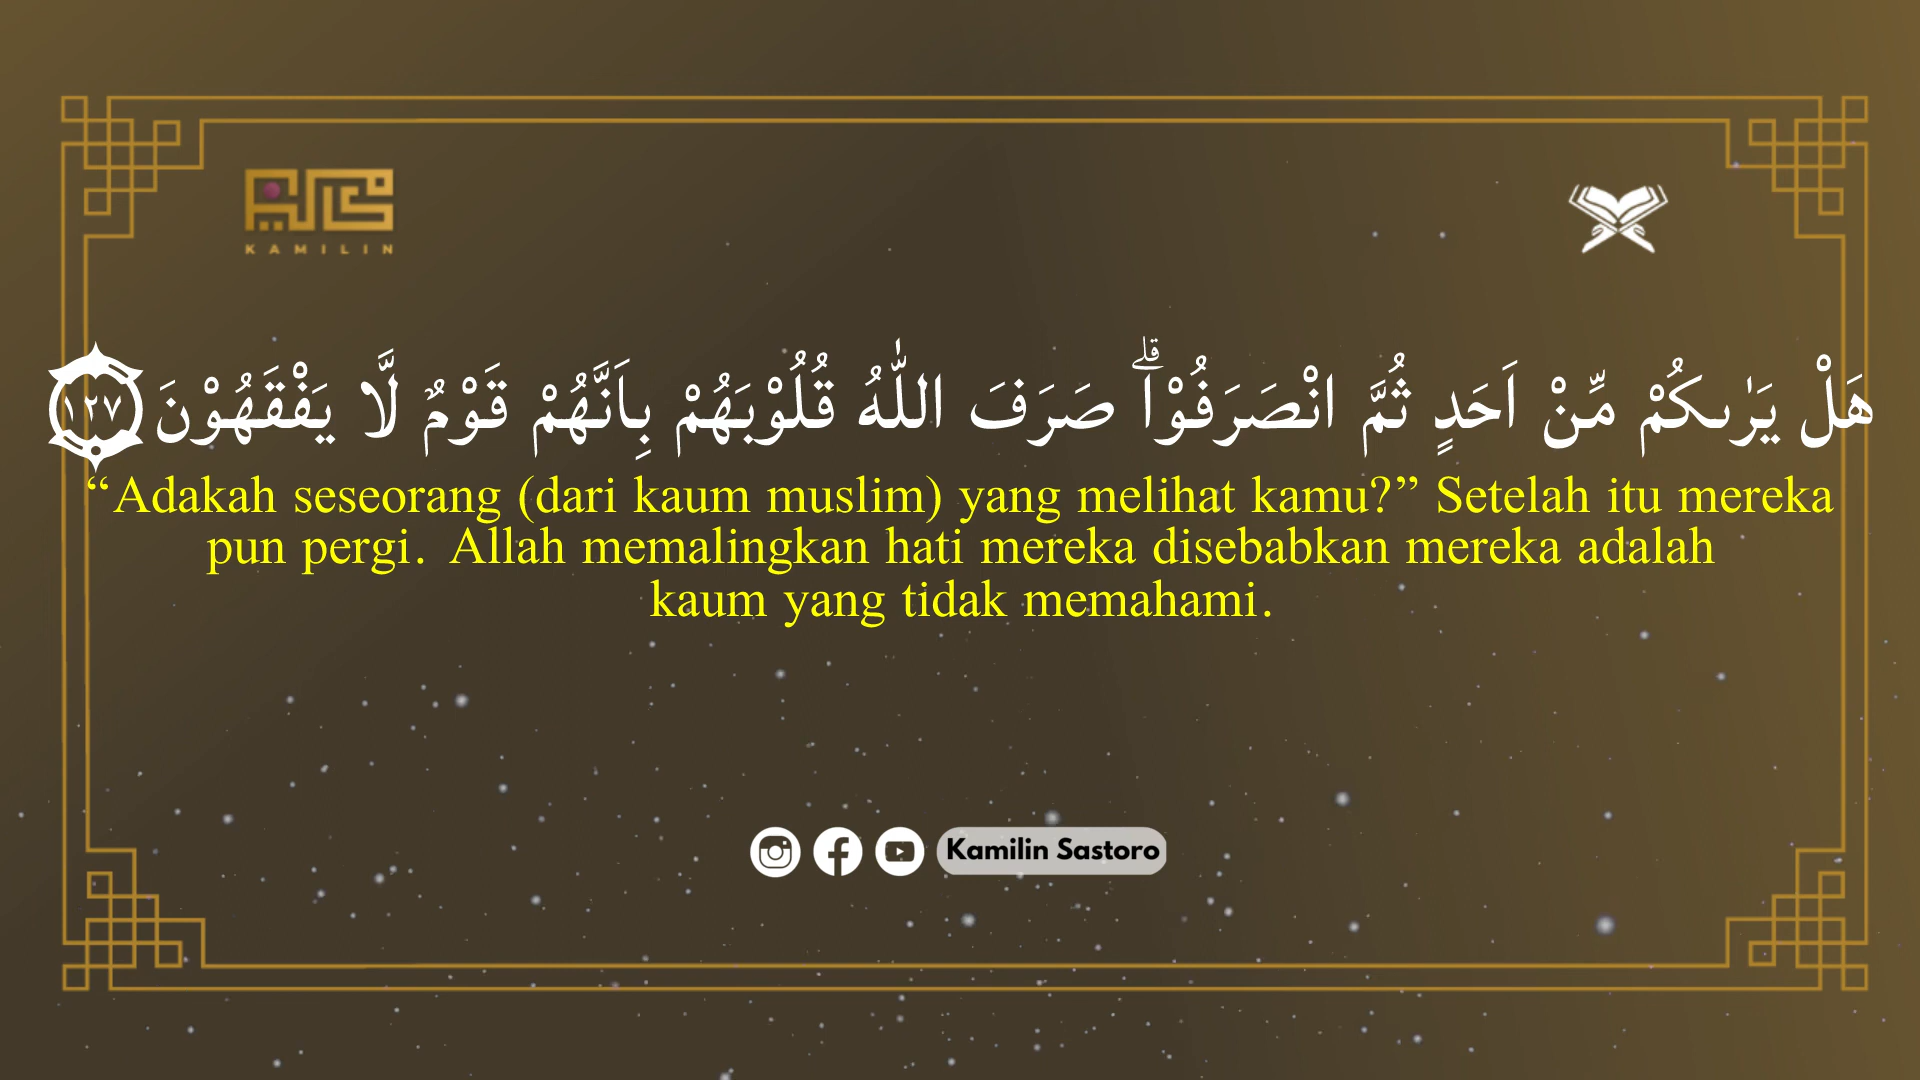 KAMILIN
هَلْ يَرٰىكُمْ مِّنْ اَحَدٍ ثُمَّ انْصَرَفُوْاۗ صَرَفَ اللّٰهُ قُلُوْبَهُمْ بِاَنَّهُمْ قَوْمٌ لَّا يَفْقَهُوْنَ ١٢٧
“Adakah seseorang (dari kaum muslim) yang melihat kamu?” Setelah itu mereka
pun pergi. Allah memalingkan hati mereka disebabkan mereka adalah
kaum yang tidak memahami.
Kamilin Sastoro